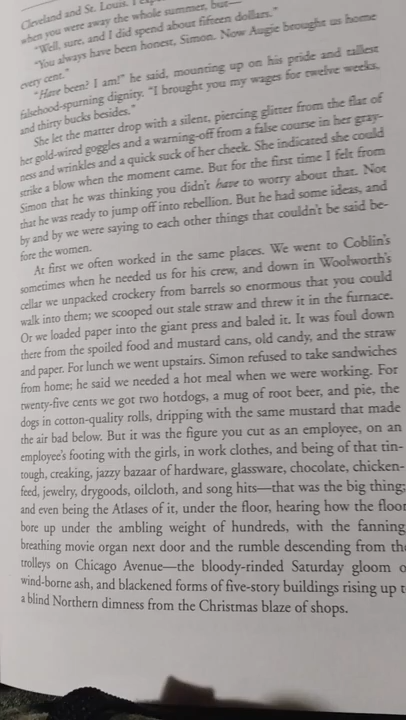 Cleveland and St. Louis. I
when you were away the whole summer, but—
"Well, sure, and I did spend about fifteen dollars."
"You always have been honest, Simon. Now Augie brought us home
every cent."
"Have been? I am!" he said, mounting up on his pride and tallest
falsehood-spurning dignity. "I brought you my wages for twelve weeks,
and thirty bucks besides."
She let the matter drop with a silent, piercing glitter from the flat of
her gold-wired goggles and a warning-off from a false course in her gray-
ness and wrinkles and a quick suck of her cheek. She indicated she could
strike a blow when the moment came. But for the first time I felt from
Simon that he was thinking you didn't have to worry about that. Not
that he was ready to jump off into rebellion. But he had some ideas, and
by and by we were saying to each other things that couldn't be said be-
fore the women.
At first we often worked in the same places. We went to Coblin's
sometimes when he needed us for his crew, and down in Woolworth's
cellar we unpacked crockery from barrels so enormous that you could
walk into them; we scooped out stale straw and threw it in the furnace.
Or we loaded paper into the giant press and baled it. It was foul down
there from the spoiled food and mustard cans, old candy, and the straw
and paper. For lunch we went upstairs. Simon refused to take sandwiches
from home; he said we needed a hot meal when we were working. For
twenty-five cents we got two hotdogs, a mug of root beer, and pie, the
dogs in cotton-quality rolls, dripping with the same mustard that made
the air bad below. But it was the figure you cut as an employee, on an
employee's footing with the girls, in work clothes, and being of that tin-
tough, creaking, jazzy bazaar of hardware, glassware, chocolate, chicken-
feed, jewelry, drygoods, oilcloth, and song hits—that was the big thing;
and even being the Atlases of it, under the floor, hearing how the floor
bore up under the ambling weight of hundreds, with the fanning,
breathing movie organ next door and the rumble descending from the
trolleys on Chicago Avenue—the bloody-rinded Saturday gloom o
wind-borne ash, and blackened forms of five-story buildings rising up t
a blind Northern dimness from the Christmas blaze of shops.